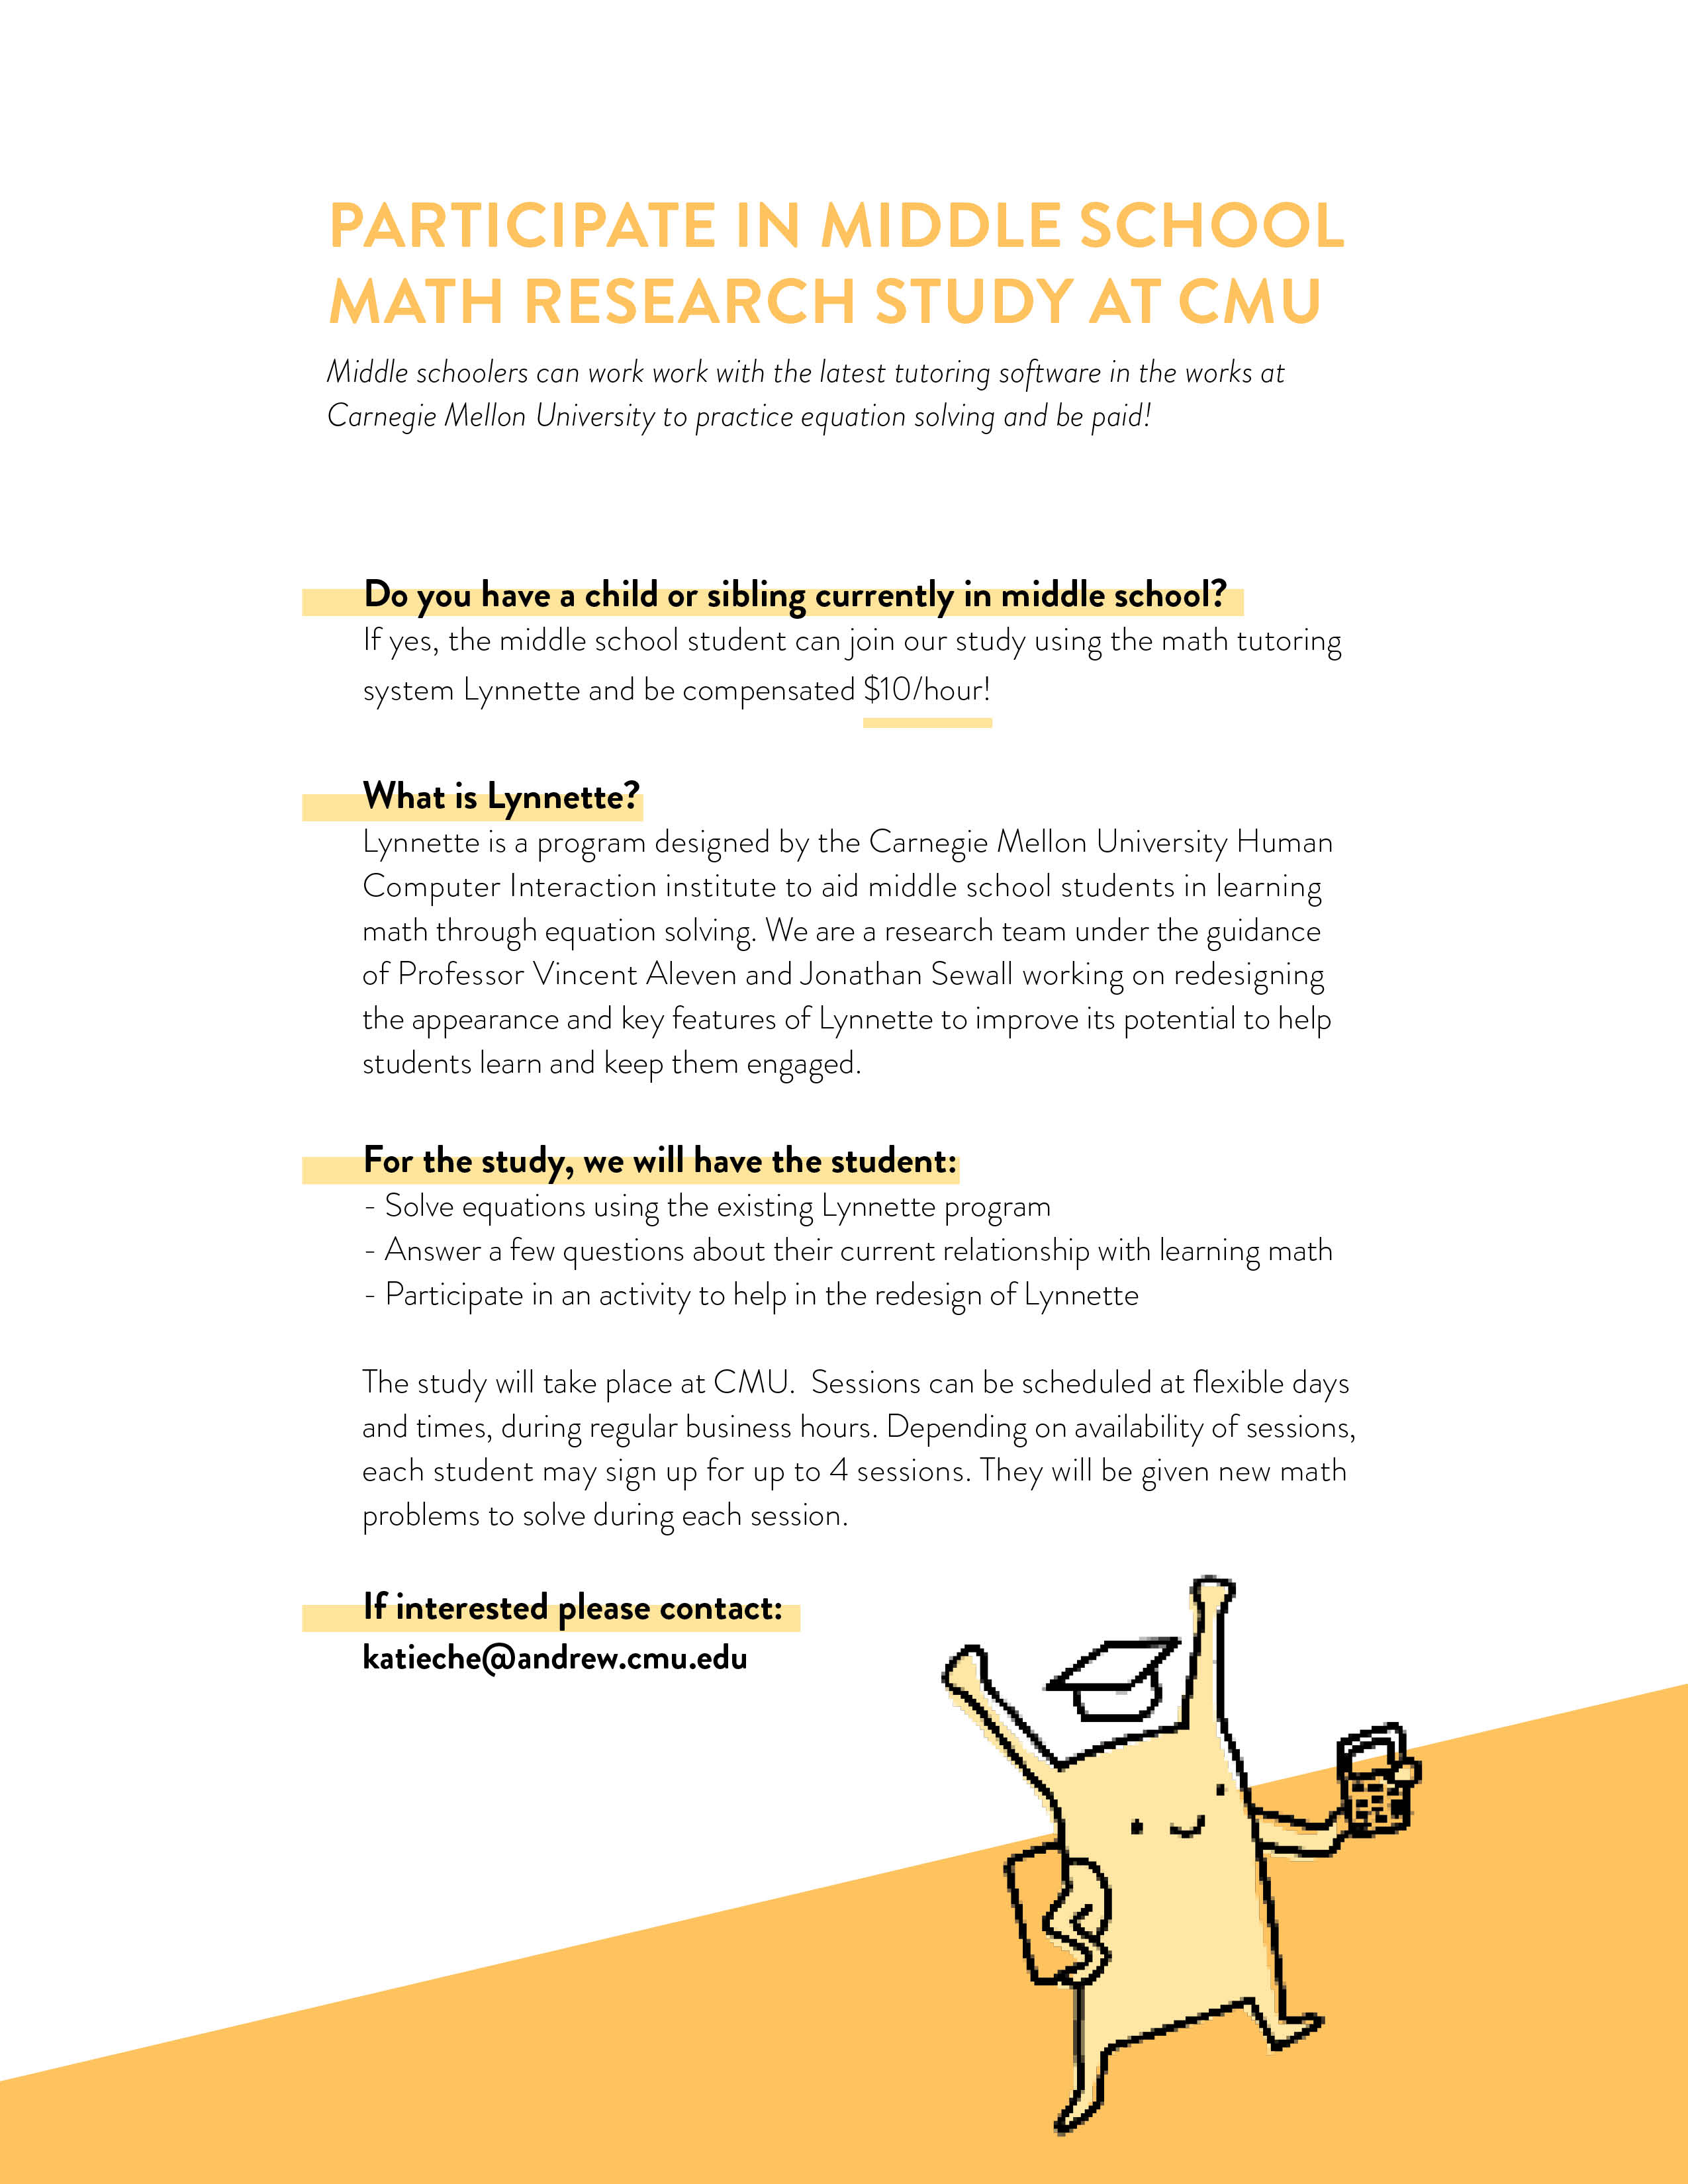 PARTICIPATE IN MIDDLE SCHOOL
MATH RESEARCH STUDY AT CMU
Middle schoolers can work work with the latest tutoring software in the works at
Carnegie Mellon University to practice equation solving and be paid!
Do you have a child or sibling currently in middle school?
If yes, the middle school student can join our study using the math tutoring
system Lynnette and be compensated $10/hour!
What is Lynnette?
Lynnette is a program designed by the Carnegie Mellon University Human
Computer Interaction institute to aid middle school students in learning
math through equation solving. We are a research team under the guidance
of Professor Vincent Aleven and Jonathan Sewall working on redesigning
the appearance and key features of Lynnette to improve its potential to help
students learn and keep them engaged.
For the study, we will have the student:
- Solve equations using the existing Lynnette program
- Answer a few questions about their current relationship with learning math
- Participate in an activity to help in the redesign of Lynnette
The study will take place at CMU.  Sessions can be scheduled at flexible days
and times, during regular business hours. Depending on availability of sessions,
each student may sign up for up to 4 sessions. They will be given new math
problems to solve during each session.
If interested please contact:
katieche@andrew.cmu.edu